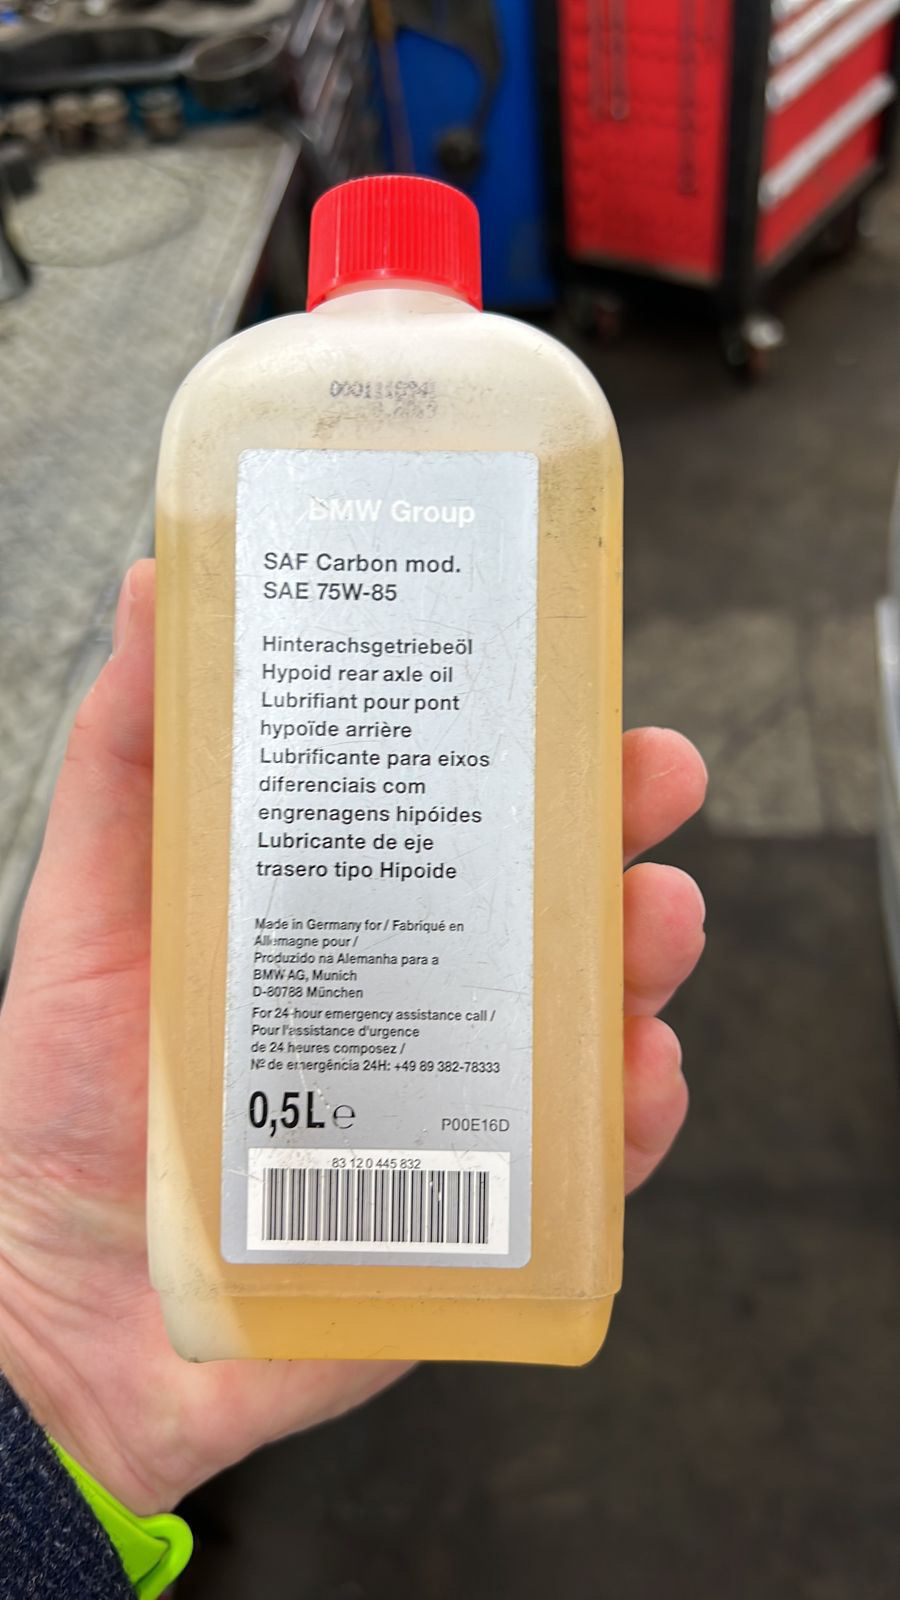 BMW Group
SAF Carbon mod.
SAE 75W-85
Hinterachsgetriebeöl
Hypoid rear axle oil
Lubrifiant pour pont
hypoïde arrière
Lubrificante para eixos
diferenciais com
engrenagens hipóides
Lubricante de eje
trasero tipo Hipoide
Made in Germany for / Fabriqué en
Allemagne pour /
Produzido na Alemanha para a
BMW AG, Munich
D-80788 München
For 24-hour emergency assistance call /
Pour l'assistance d'urgence
de 24 heures composez /
Nº de emergência 24H: +49 89 382-78333
0,5L℮
P00E16D
83 12 0 445 832